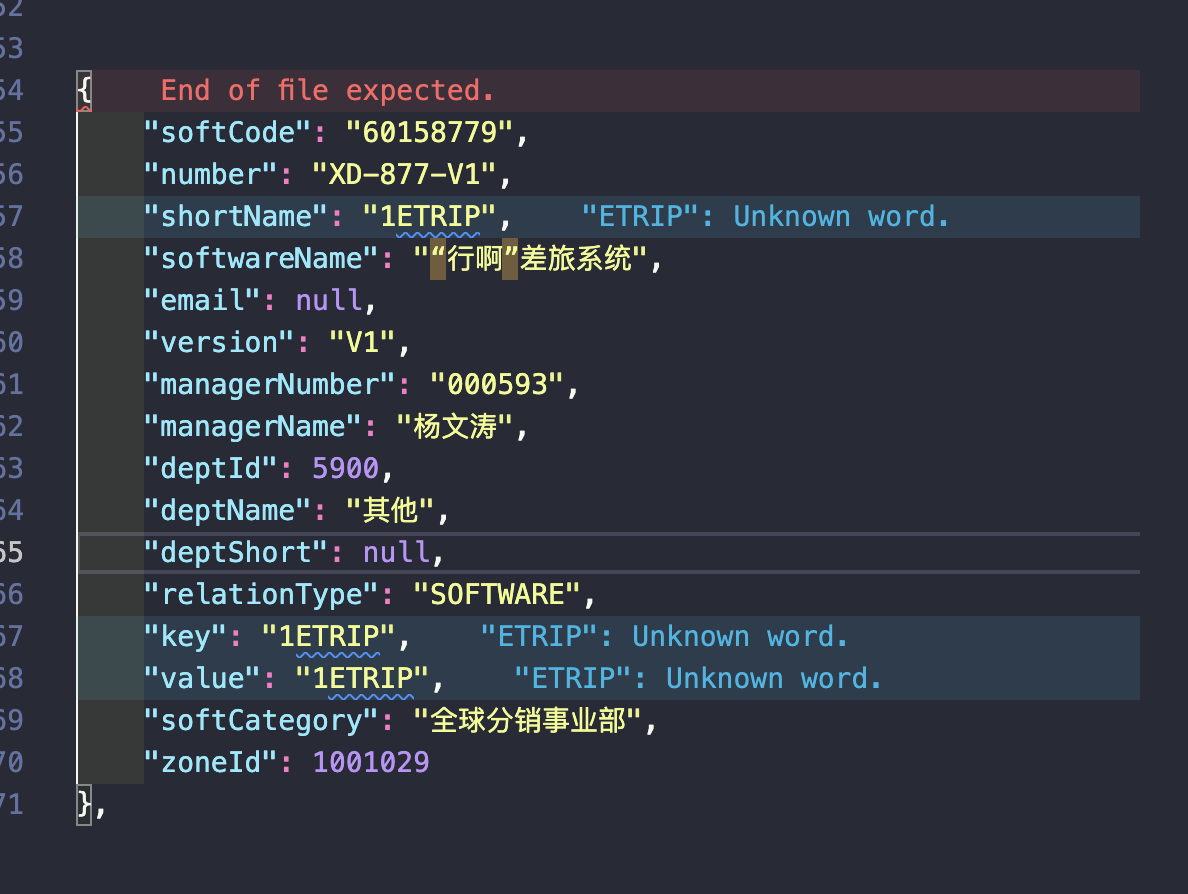 52
53
54 { End of file expected.
55 "softCode": "60158779",
56 "number": "XD-877-V1",
57 "shortName": "1ETRIP", "ETRIP": Unknown word.
58 "softwareName": "“行啊”差旅系统",
59 "email": null,
60 "version": "V1",
61 "managerNumber": "000593",
62 "managerName": "杨文涛",
63 "deptId": 5900,
64 "deptName": "其他",
65 "deptShort": null,
66 "relationType": "SOFTWARE",
67 "key": "1ETRIP", "ETRIP": Unknown word.
68 "value": "1ETRIP", "ETRIP": Unknown word.
69 "softCategory": "全球分销事业部",
70 "zoneId": 1001029
71 },